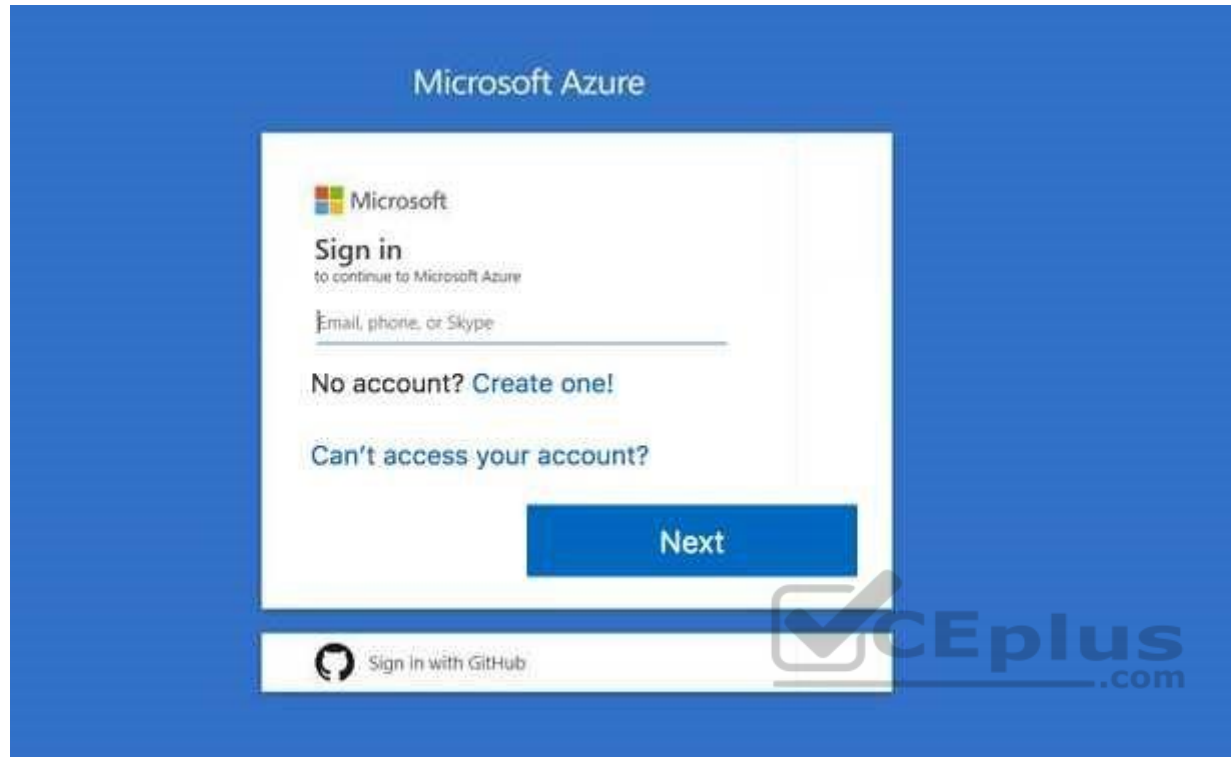 Microsoft Azure
Microsoft
Sign in
to continue to Microsoft Azure
Email, phone, or Skype
No account? Create one!
Can't access your account?
Next
Sign in with GitHub
CEplus
.com